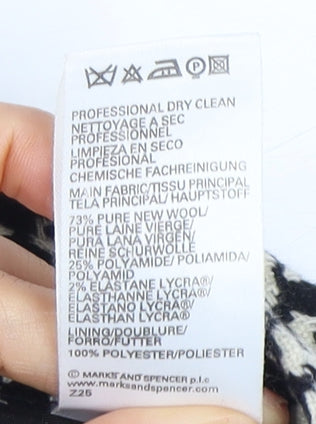 P
PROFESSIONAL DRY CLEAN
NETTOYAGE A SEC
PROFESSIONNEL
LIMPIEZA EN SECO
PROFESIONAL
CHEMISCHE FACHREINIGUNG
MAIN FABRIC/TISSU PRINCIPAL
TELA PRINCIPAL/HAUPTSTOFF
73% PURE NEW WOOL/
PURE LAINE VIERGE/
PURA LANA VIRGEN/
REINE SCHURWOLLE
25% POLYAMIDE/POLIAMIDA/
POLYAMID
2% ELASTANE LYCRA®/
ELASTHANNE LYCRA®/
ELASTANO LYCRA®/
ELASTHAN LYCRA®
LINING/DOUBLURE/
FORRO/FUTTER
100% POLYESTER/POLIESTER
© MARKS AND SPENCER p.l.c
www.marksandspencer.com
Z25